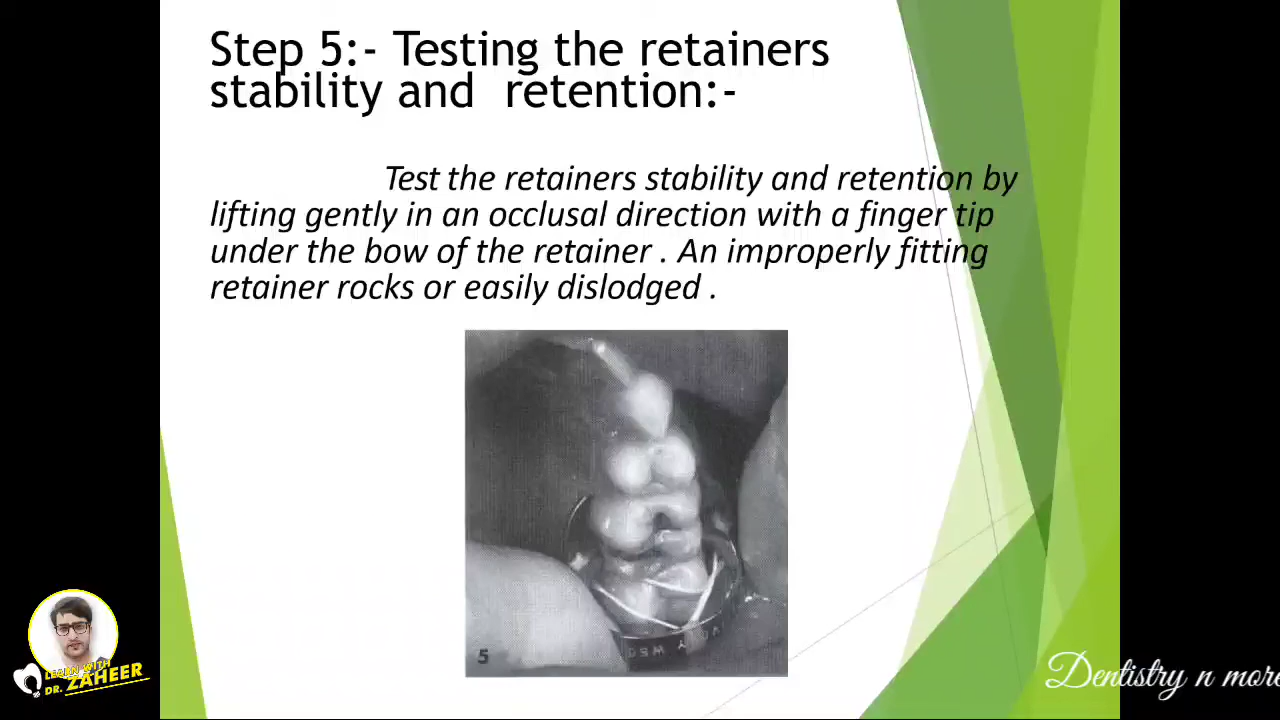 Step 5:- Testing the retainers
stability and retention:-
Test the retainers stability and retention by
lifting gently in an occlusal direction with a finger tip
under the bow of the retainer . An improperly fitting
retainer rocks or easily dislodged .
5
LEARN WITH
DR. ZAHEER
Dentistry n more